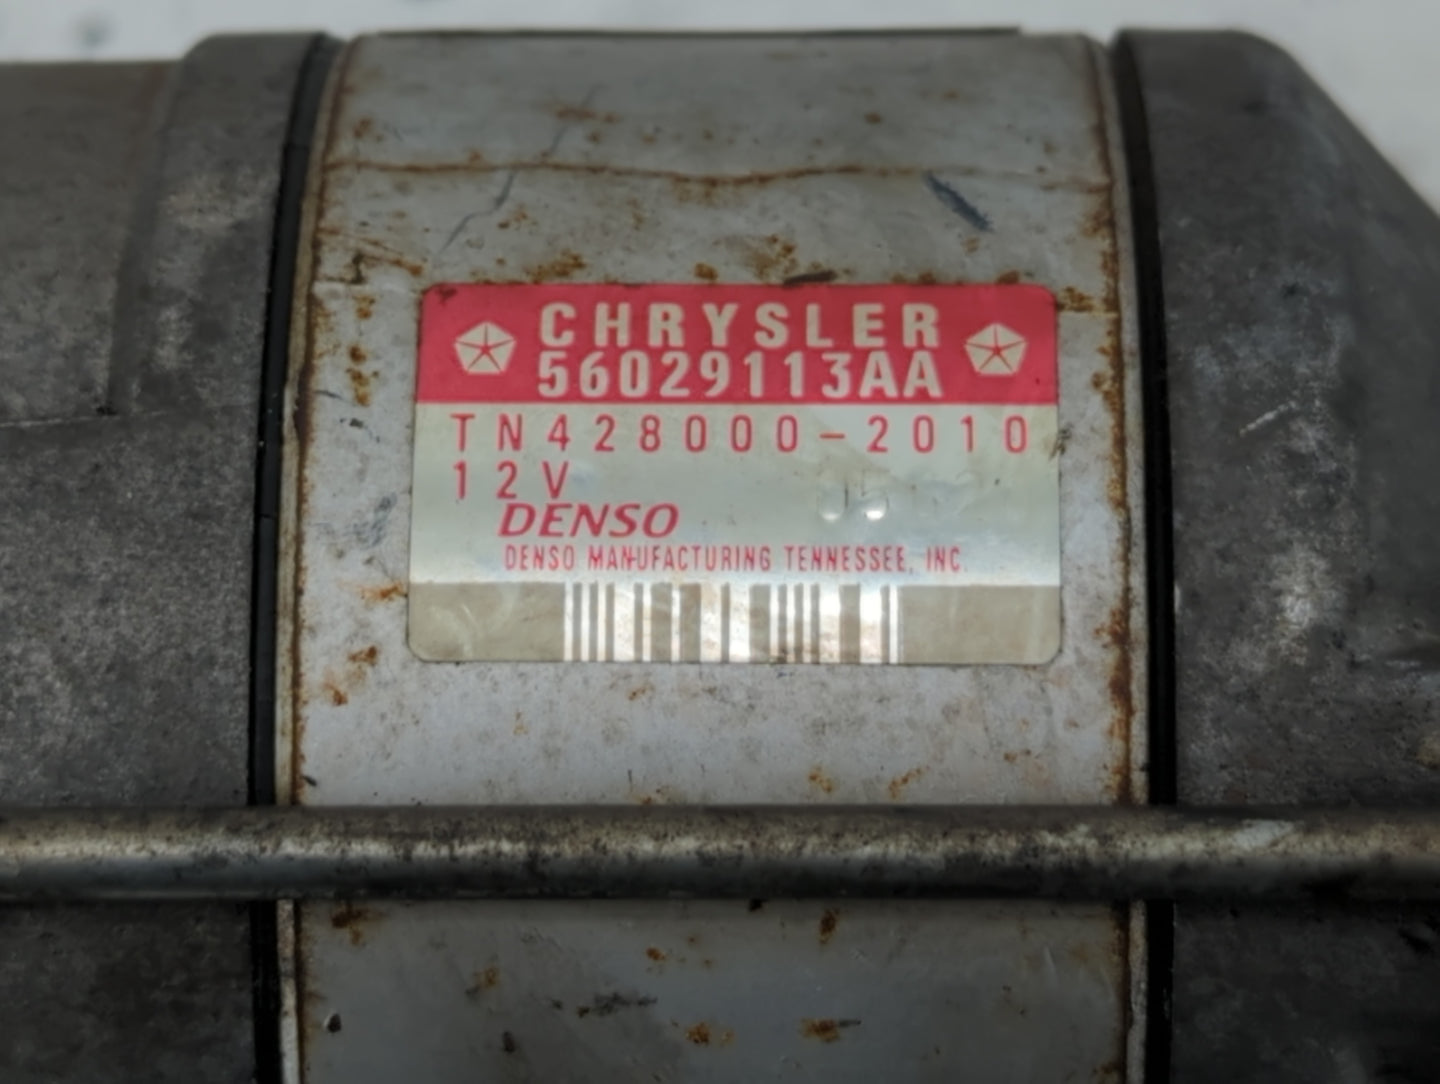 CHRYSLER
56029113AA
TN428000-2010
12V
DENSO
DENSO MANUFACTURING TENNESSEE, INC.